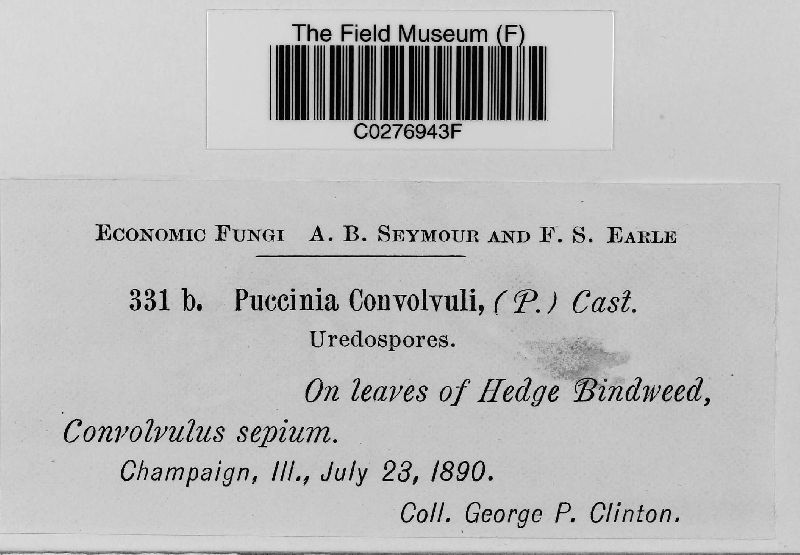 The Field Museum (F)
C0276943F
Economic Fungi A. B. Seymour and F. S. Earle
331 b. Puccinia Convolvuli, (P.) Cast.
Uredospores.
On leaves of Hedge Bindweed,
Convolvulus sepium.
Champaign, Ill., July 23, 1890.
Coll. George P. Clinton.